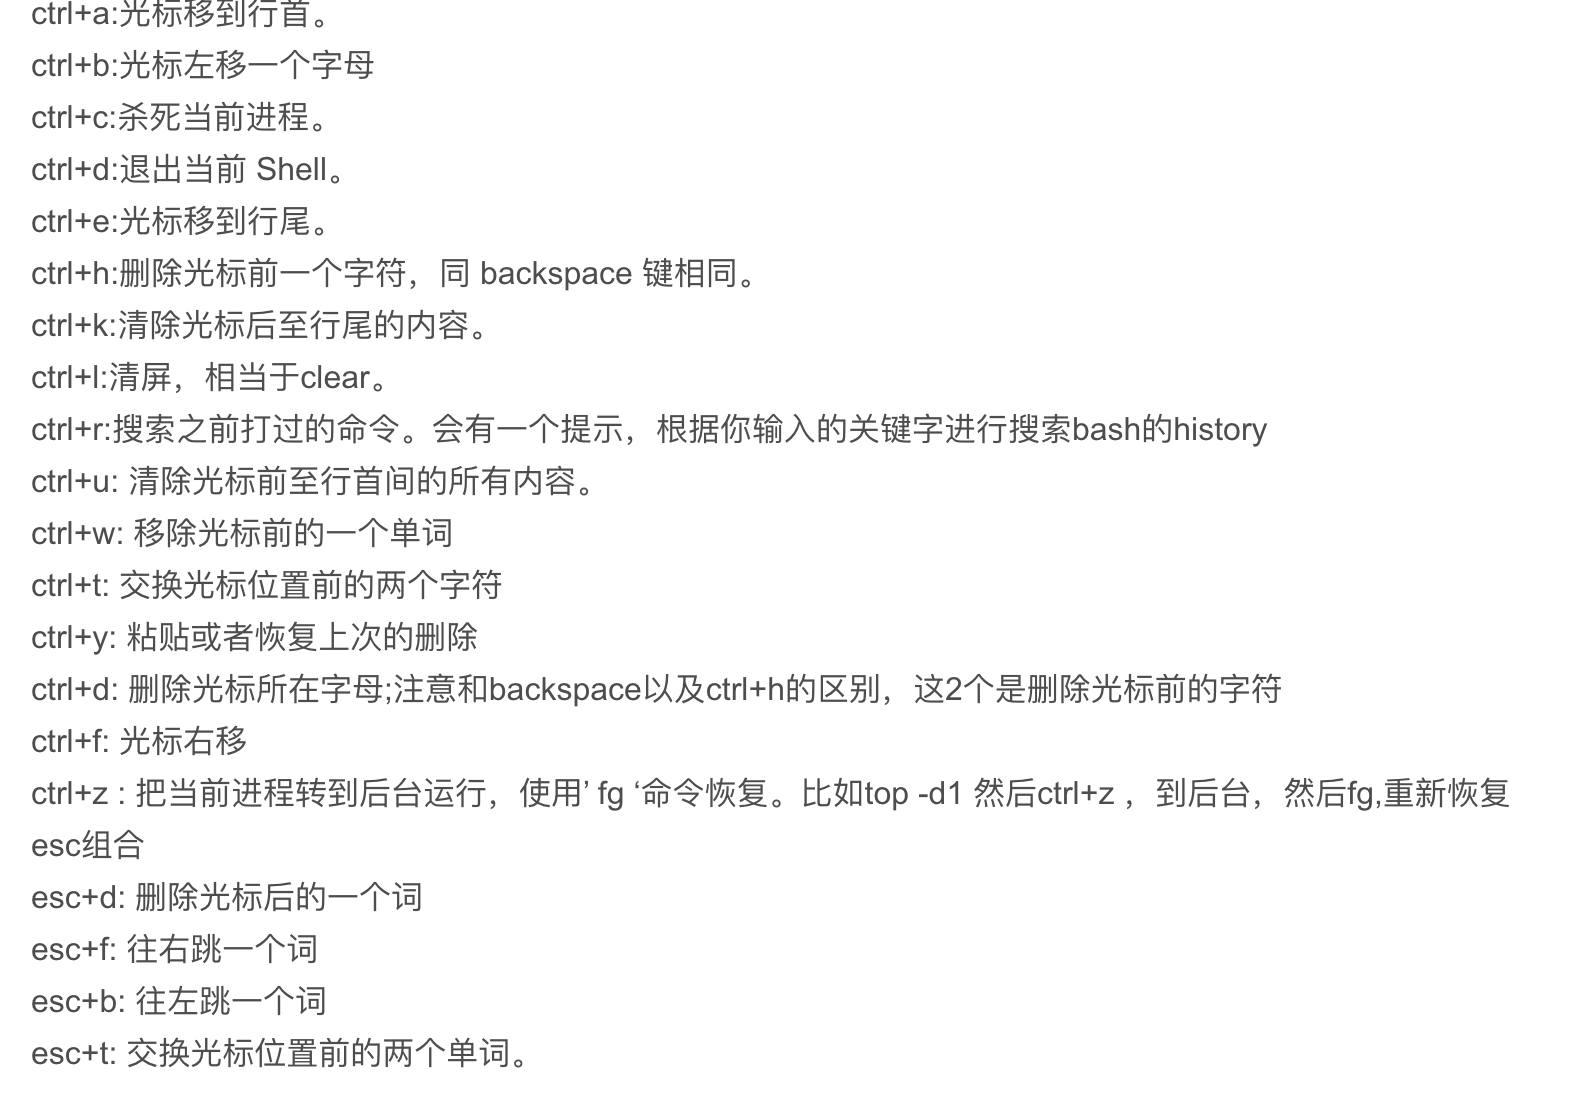 ctrl+a:光标移到行首。
ctrl+b:光标左移一个字母
ctrl+c:杀死当前进程。
ctrl+d:退出当前 Shell。
ctrl+e:光标移到行尾。
ctrl+h:删除光标前一个字符，同 backspace 键相同。
ctrl+k:清除光标后至行尾的内容。
ctrl+l:清屏，相当于clear。
ctrl+r:搜索之前打过的命令。会有一个提示，根据你输入的关键字进行搜索bash的history
ctrl+u: 清除光标前至行首间的所有内容。
ctrl+w: 移除光标前的一个单词
ctrl+t: 交换光标位置前的两个字符
ctrl+y: 粘贴或者恢复上次的删除
ctrl+d: 删除光标所在字母;注意和backspace以及ctrl+h的区别，这2个是删除光标前的字符
ctrl+f: 光标右移
ctrl+z : 把当前进程转到后台运行，使用’ fg ‘命令恢复。比如top -d1 然后ctrl+z ，到后台，然后fg,重新恢复
esc组合
esc+d: 删除光标后的一个词
esc+f: 往右跳一个词
esc+b: 往左跳一个词
esc+t: 交换光标位置前的两个单词。